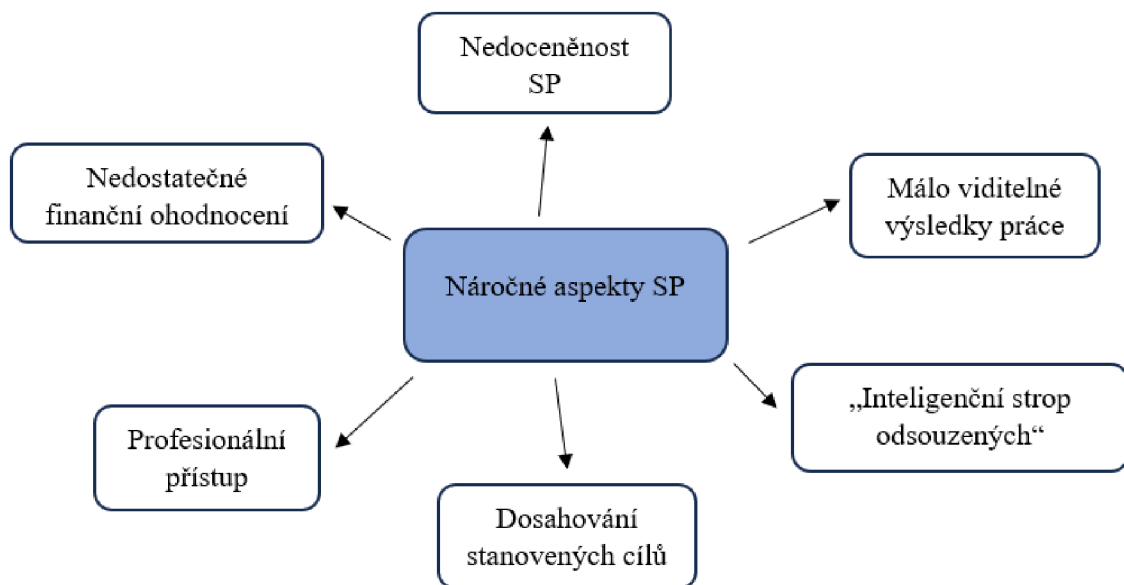 Nedoceněnost
SP
Nedostatečné
finanční ohodnocení
Málo viditelné
výsledky práce
Náročné aspekty SP
„Inteligenční strop
odsouzených“
Profesionální
přístup
Dosahování
stanovených cílů